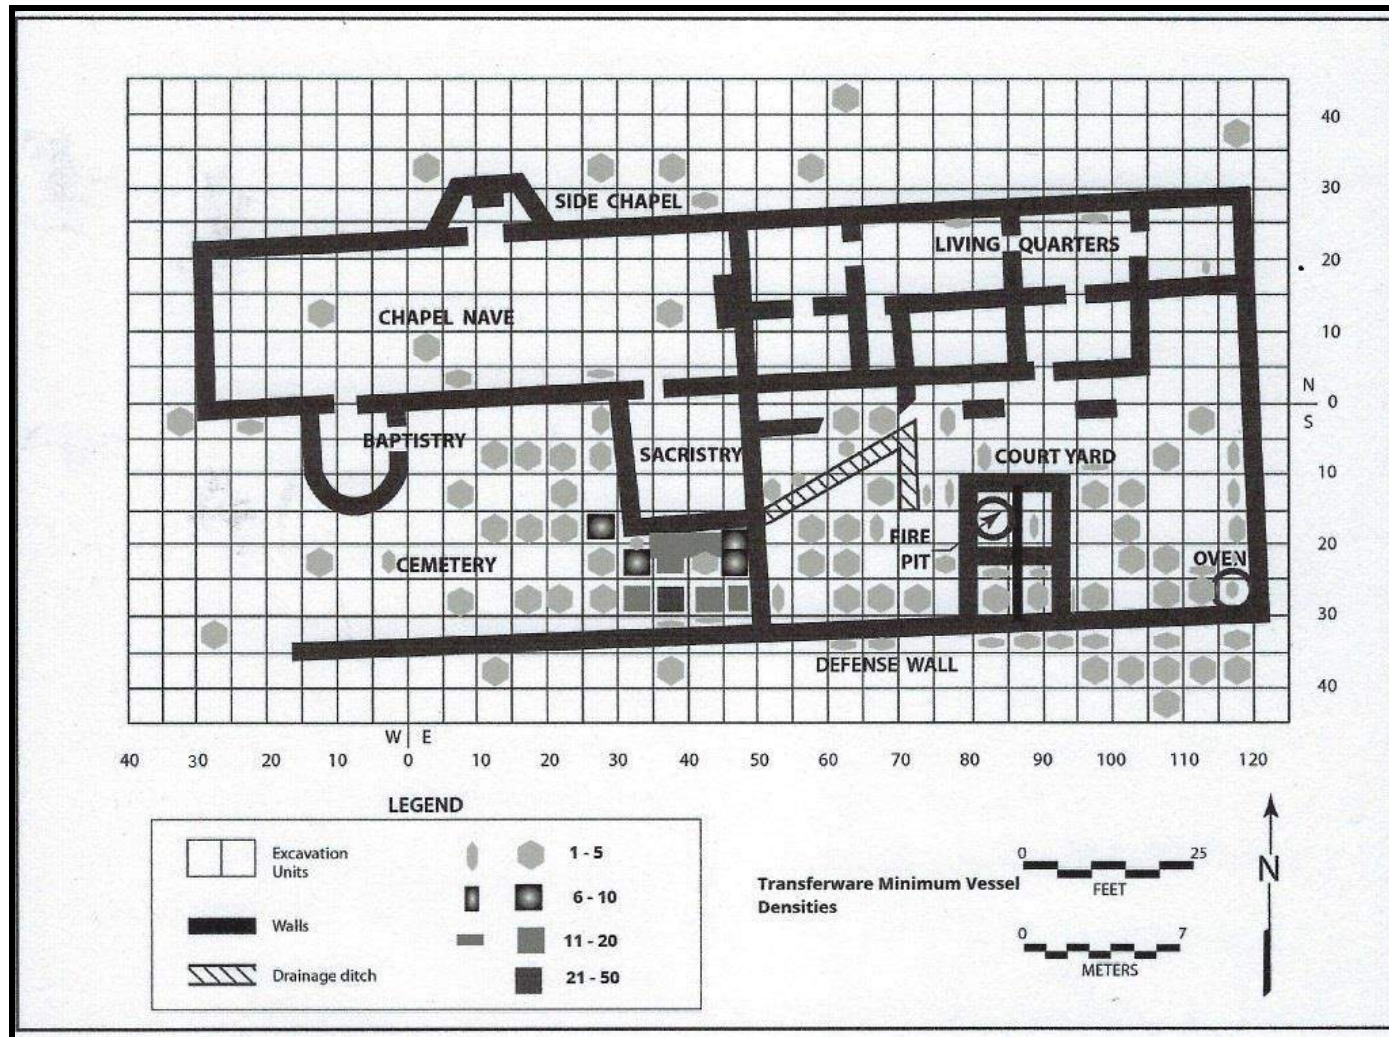 40
30
SIDE CHAPEL
LIVING QUARTERS
20
CHAPEL NAVE
10
N
0
S
BAPTISTRY
SACRISTRY
COURT YARD
10
FIRE
PIT
20
CEMETERY
OVEN
30
DEFENSE WALL
40
W E
40 30 20 10 0 10 20 30 40 50 60 70 80 90 100 110 120
LEGEND
Excavation
Units
Walls
Drainage ditch
1 - 5
6 - 10
11 - 20
21 - 50
Transferware Minimum Vessel
Densities
0 25
FEET
0 7
METERS
N